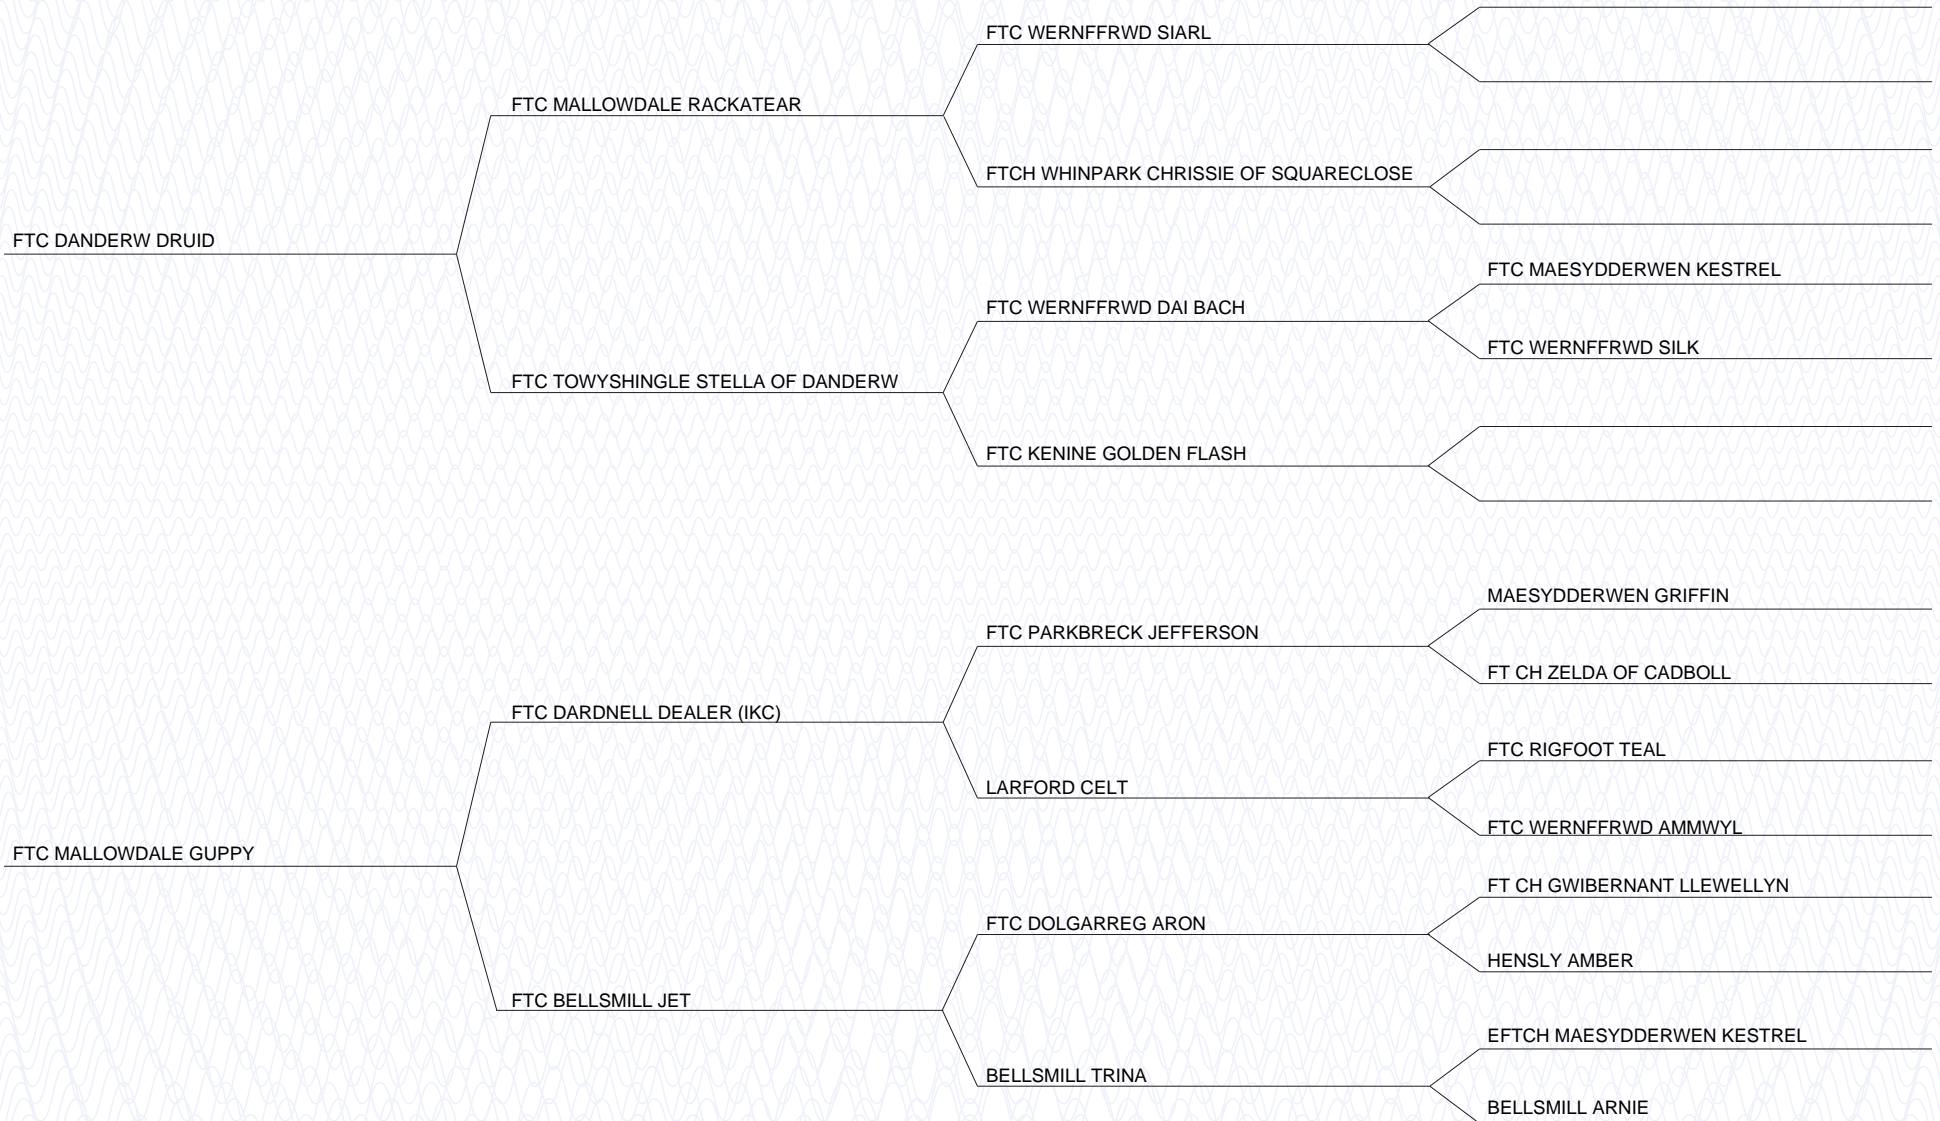 FTC WERNFFRWD SIARL
FTC MALLOWDALE RACKATEAR
FTCH WHINPARK CHRISSIE OF SQUARECLOSE
FTC DANDERW DRUID
FTC MAESYDDERWEN KESTREL
FTC WERNFFRWD DAI BACH
FTC WERNFFRWD SILK
FTC TOWYSHINGLE STELLA OF DANDERW
FTC KENINE GOLDEN FLASH
MAESYDDERWEN GRIFFIN
FTC PARKBRECK JEFFERSON
FT CH ZELDA OF CADBOLL
FTC DARDNELL DEALER (IKC)
FTC RIGFOOT TEAL
LARFORD CELT
FTC WERNFFRWD AMMWYL
FTC MALLOWDALE GUPPY
FT CH GWIBERNANT LLEWELLYN
FTC DOLGARREG ARON
HENSLY AMBER
FTC BELLSMILL JET
EFTCH MAESYDDERWEN KESTREL
BELLSMILL TRINA
BELLSMILL ARNIE